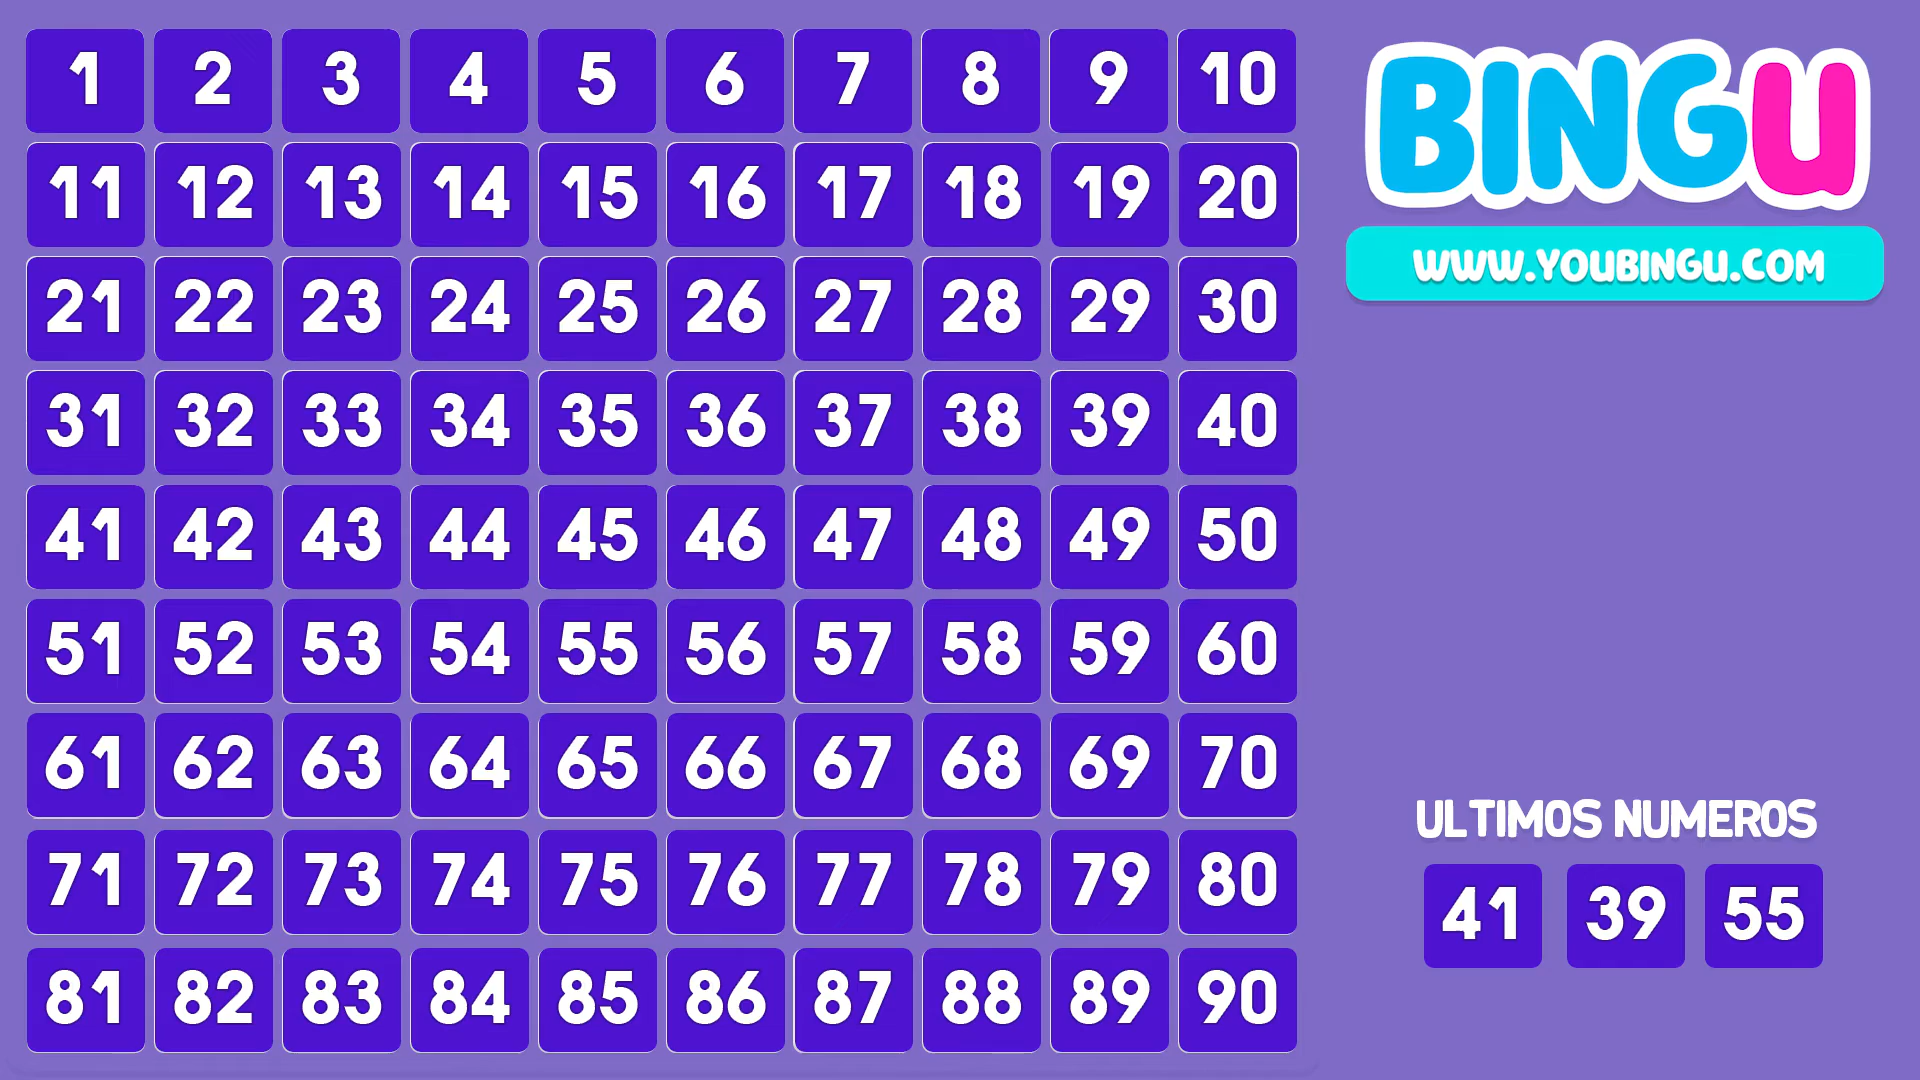 1 2 3 4 5 6 7 8 9 10
11 12 13 14 15 16 17 18 19 20
21 22 23 24 25 26 27 28 29 30
31 32 33 34 35 36 37 38 39 40
41 42 43 44 45 46 47 48 49 50
51 52 53 54 55 56 57 58 59 60
61 62 63 64 65 66 67 68 69 70
71 72 73 74 75 76 77 78 79 80
81 82 83 84 85 86 87 88 89 90
BINGU
WWW.YOUBINGU.COM
ULTIMOS NUMEROS
41 39 55